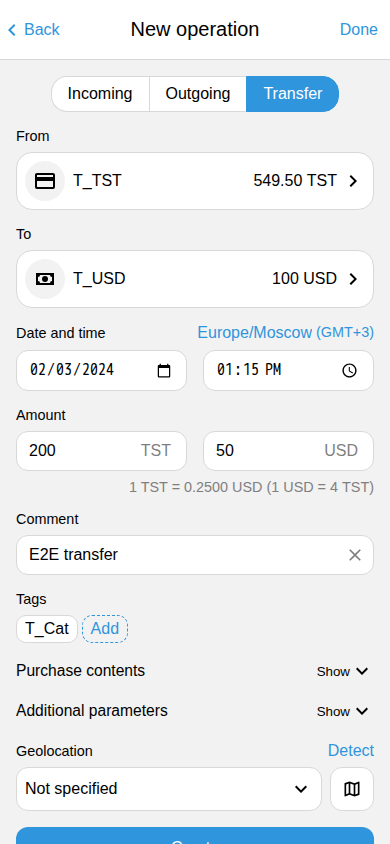 Back New operation Done
Incoming Outgoing Transfer
From
T_TST 549.50 TST
To
T_USD 100 USD
Date and time Europe/Moscow (GMT+3)
02/03/2024 01:15 PM
Amount
200 TST 50 USD
1 TST = 0.2500 USD (1 USD = 4 TST)
Comment
E2E transfer
Tags
T_Cat Add
Purchase contents Show
Additional parameters Show
Geolocation Detect
Not specified